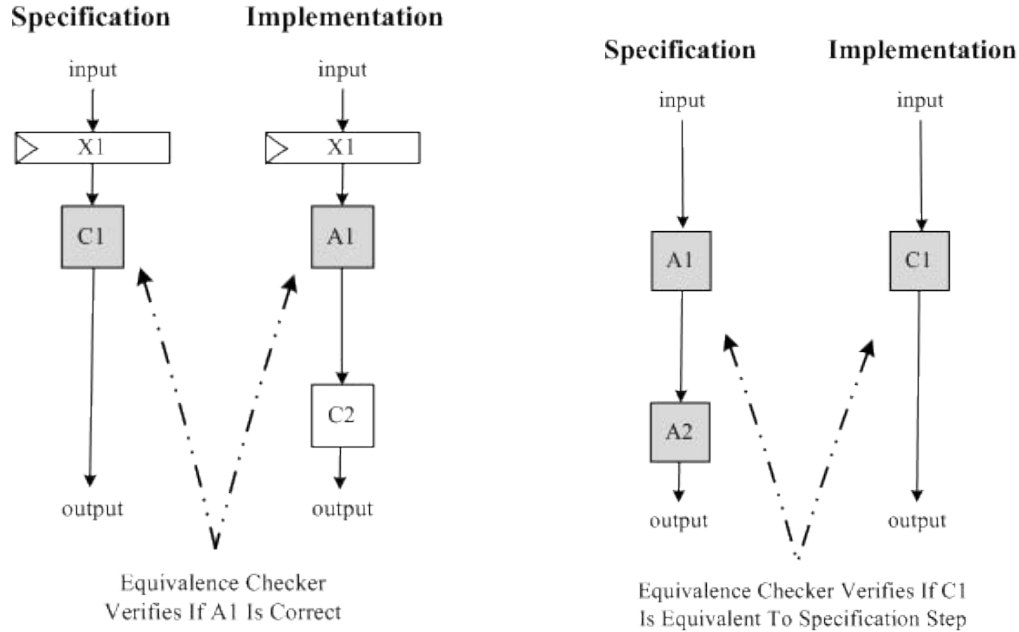 Specification Implementation
input input
X1 X1
C1 A1
C2
output output
Equivalence Checker
Verifies If A1 Is Correct
Specification Implementation
input input
A1 C1
A2
output output
Equivalence Checker Verifies If C1
Is Equivalent To Specification Step